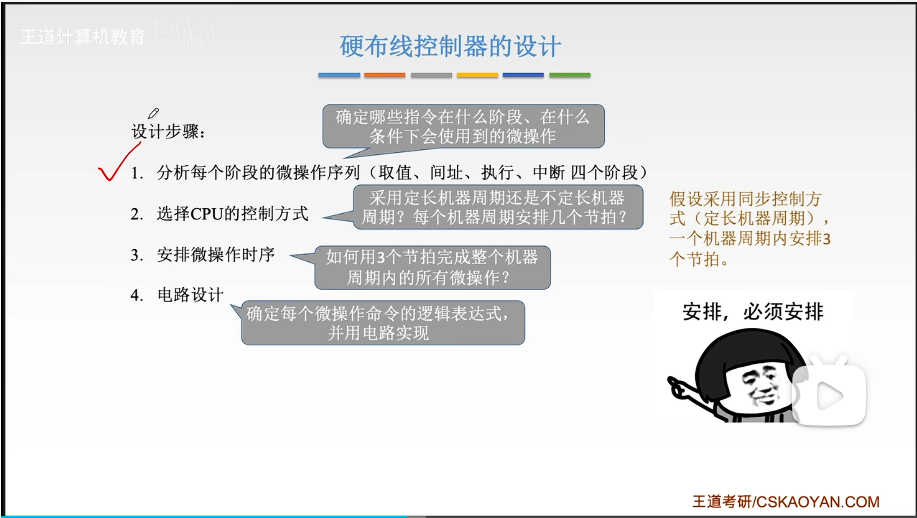 王道计算机教育
硬布线控制器的设计
设计步骤:
确定哪些指令在什么阶段、在什么
条件下会使用到的微操作
1. 分析每个阶段的微操作序列(取值、间址、执行、中断 四个阶段)
2. 选择CPU的控制方式
采用定长机器周期还是不定长机器
周期?每个机器周期安排几个节拍?
3. 安排微操作时序
如何用3个节拍完成整个机器
周期内的所有微操作?
4. 电路设计
确定每个微操作命令的逻辑表达式,
并用电路实现
假设采用同步控制方
式(定长机器周期),
一个机器周期内安排3
个节拍。
安排,必须安排
王道考研/CSKAOYAN.COM